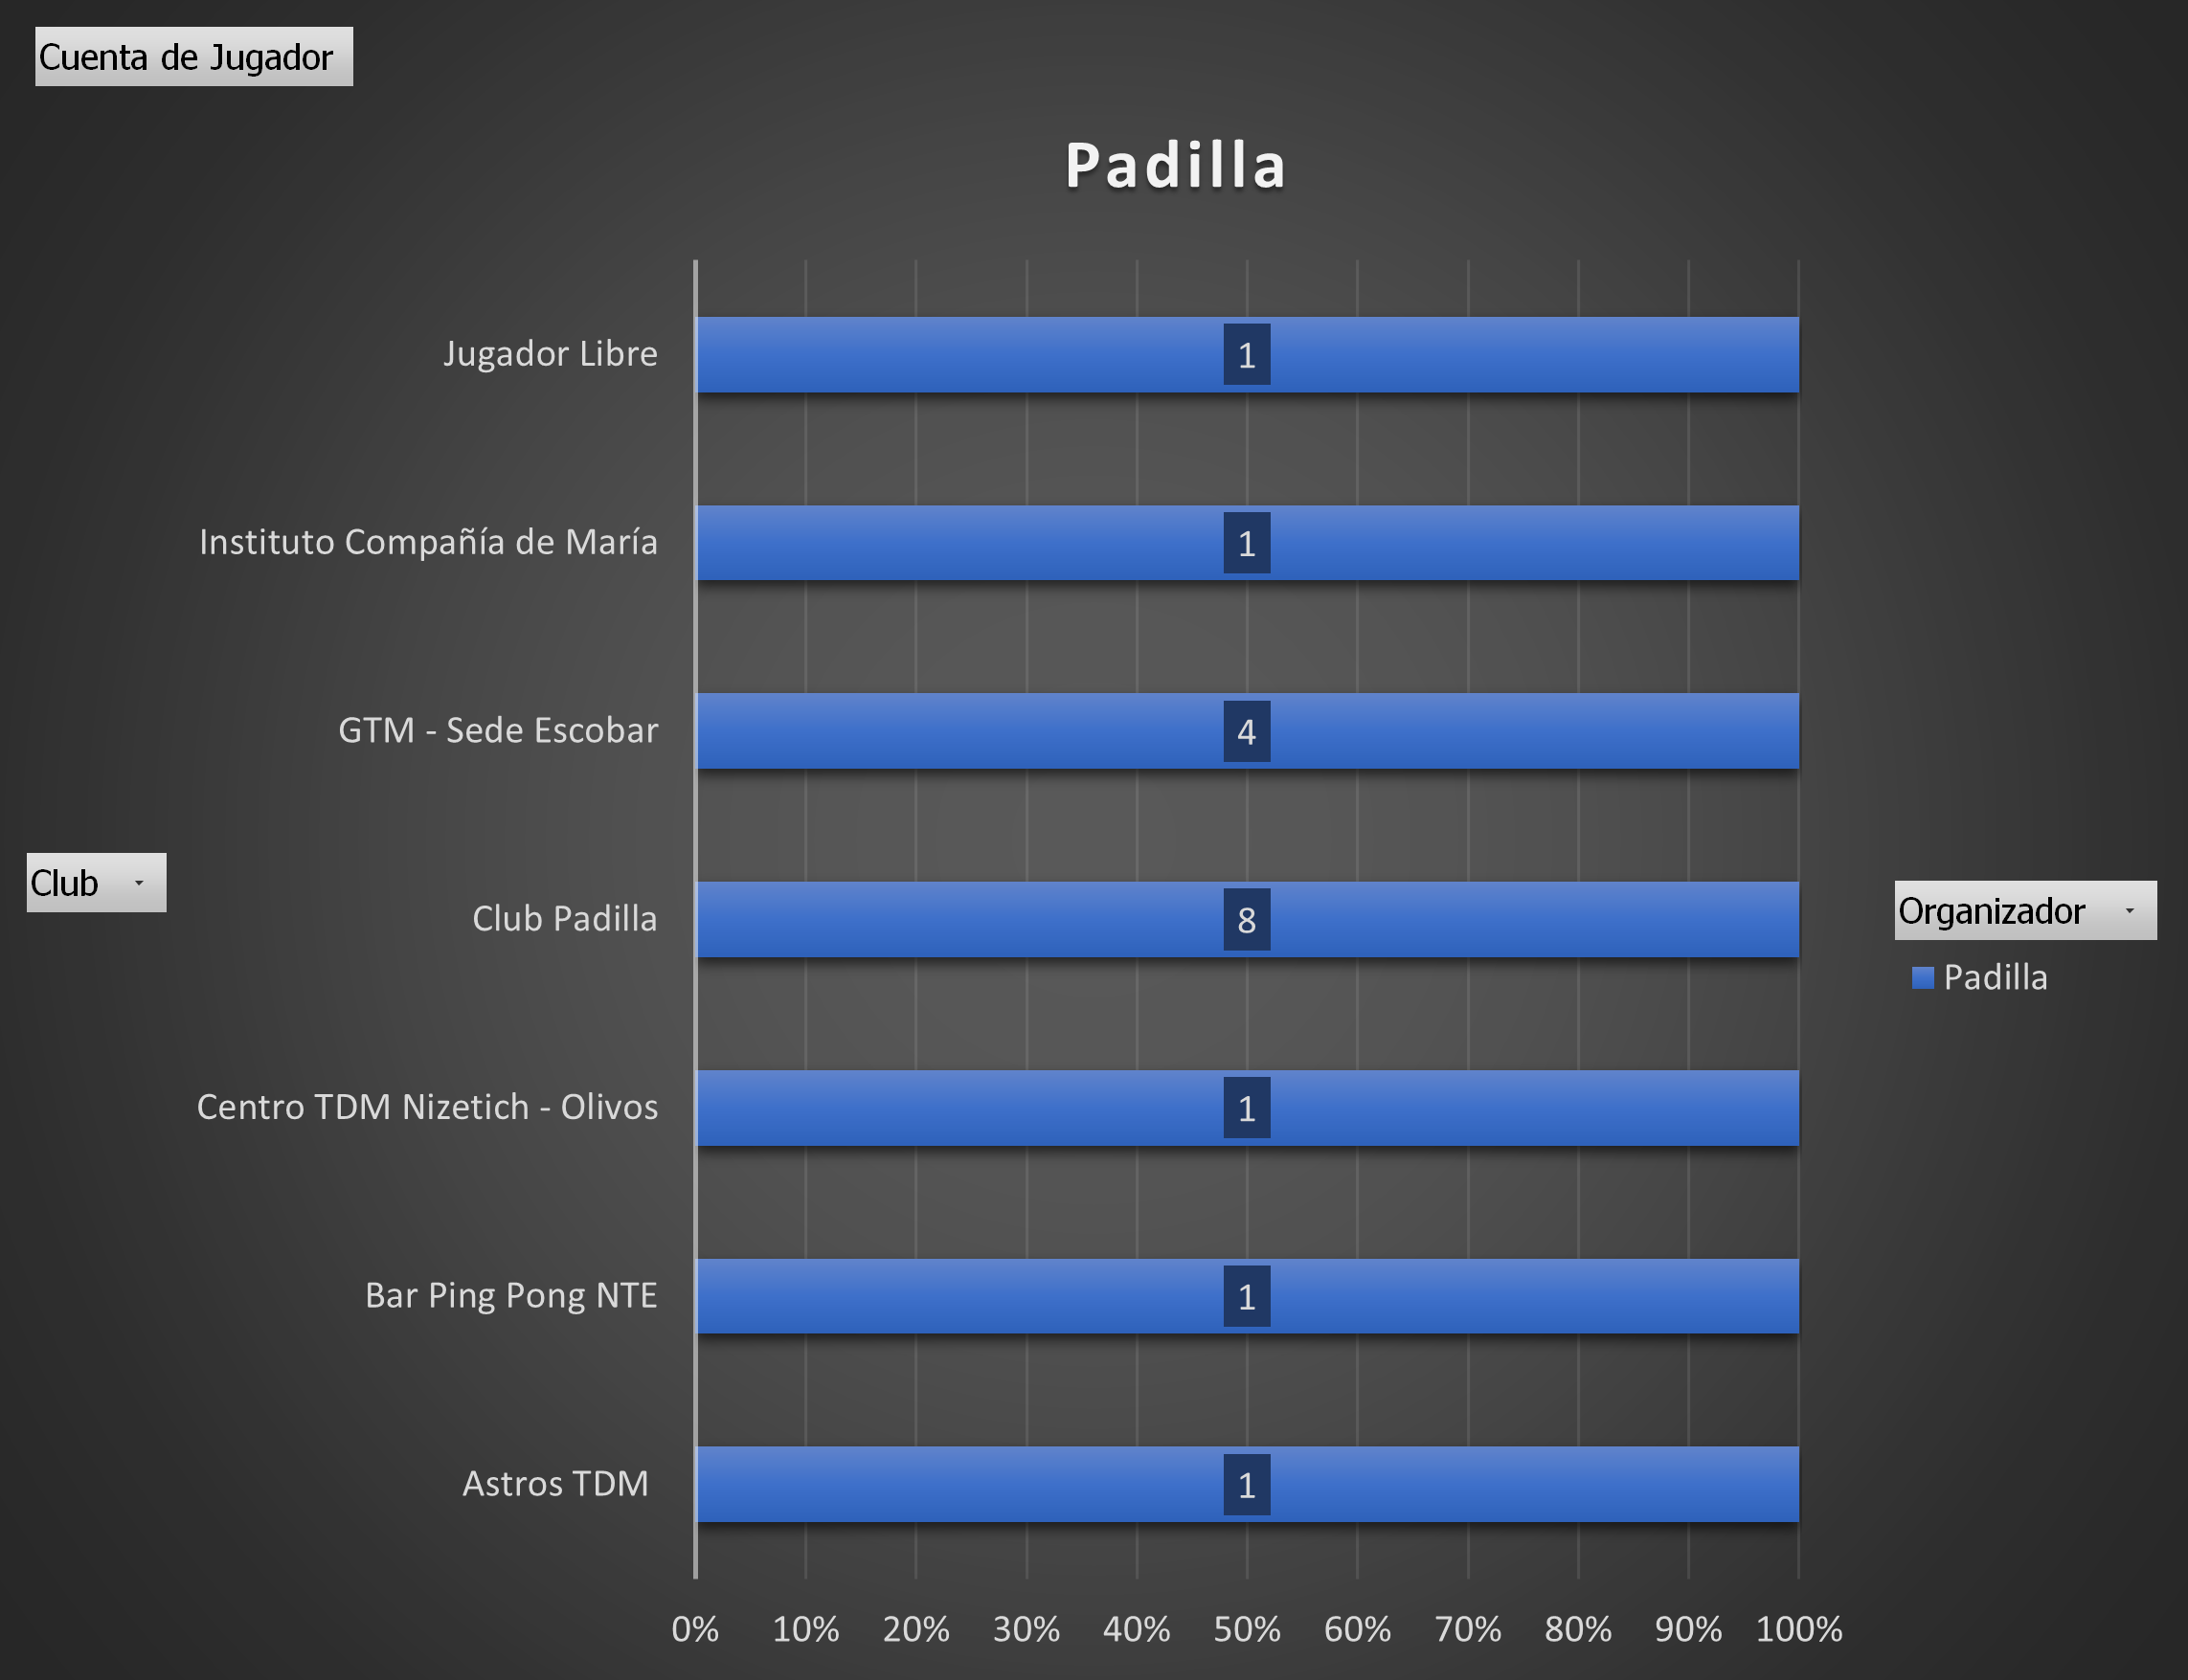 Cuenta de Jugador
Padilla
Jugador Libre
1
Instituto Compañía de María
1
GTM - Sede Escobar
4
Club
Club Padilla
8
Organizador
Padilla
Centro TDM Nizetich - Olivos
1
Bar Ping Pong NTE
1
Astros TDM
1
0% 10% 20% 30% 40% 50% 60% 70% 80% 90% 100%